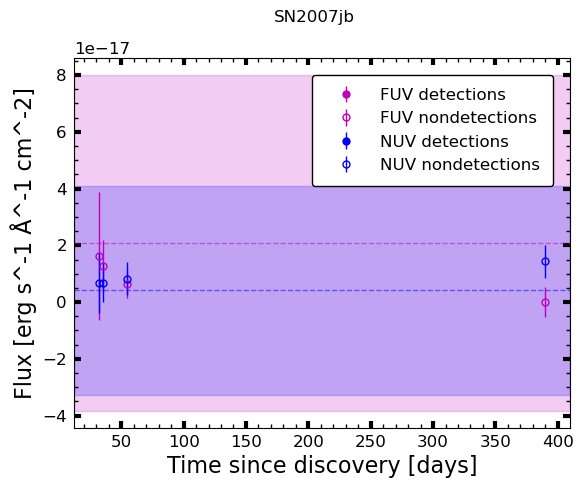 SN2007jb
1e−17
8
6
4
2
0
−2
−4
Flux [erg s^-1 Å^-1 cm^-2]
FUV detections
FUV nondetections
NUV detections
NUV nondetections
50 100 150 200 250 300 350 400
Time since discovery [days]